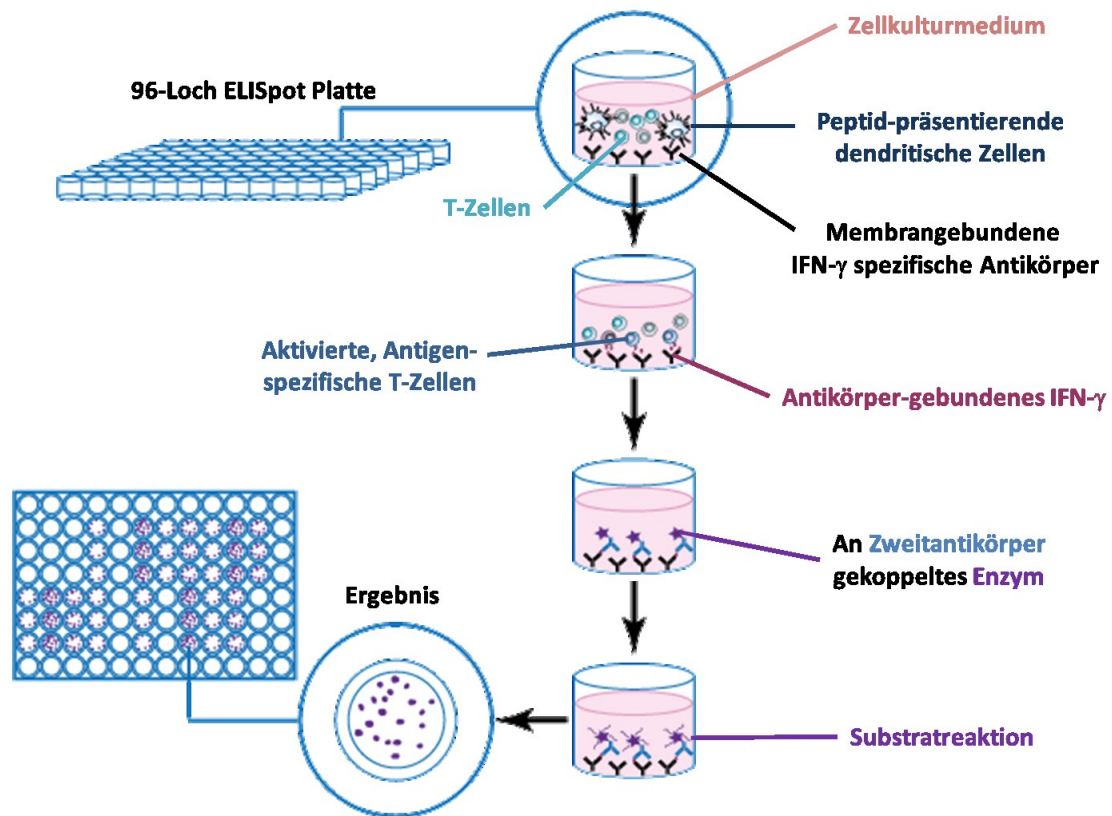 Zellkulturmedium
96-Loch ELISpot Platte
Peptid-präsentierende
dendritische Zellen
T-Zellen
Membrangebundene
IFN-γ spezifische Antikörper
Aktivierte, Antigen-
spezifische T-Zellen
Antikörper-gebundenes IFN-γ
An Zweitantikörper
gekoppeltes Enzym
Ergebnis
Substratreaktion